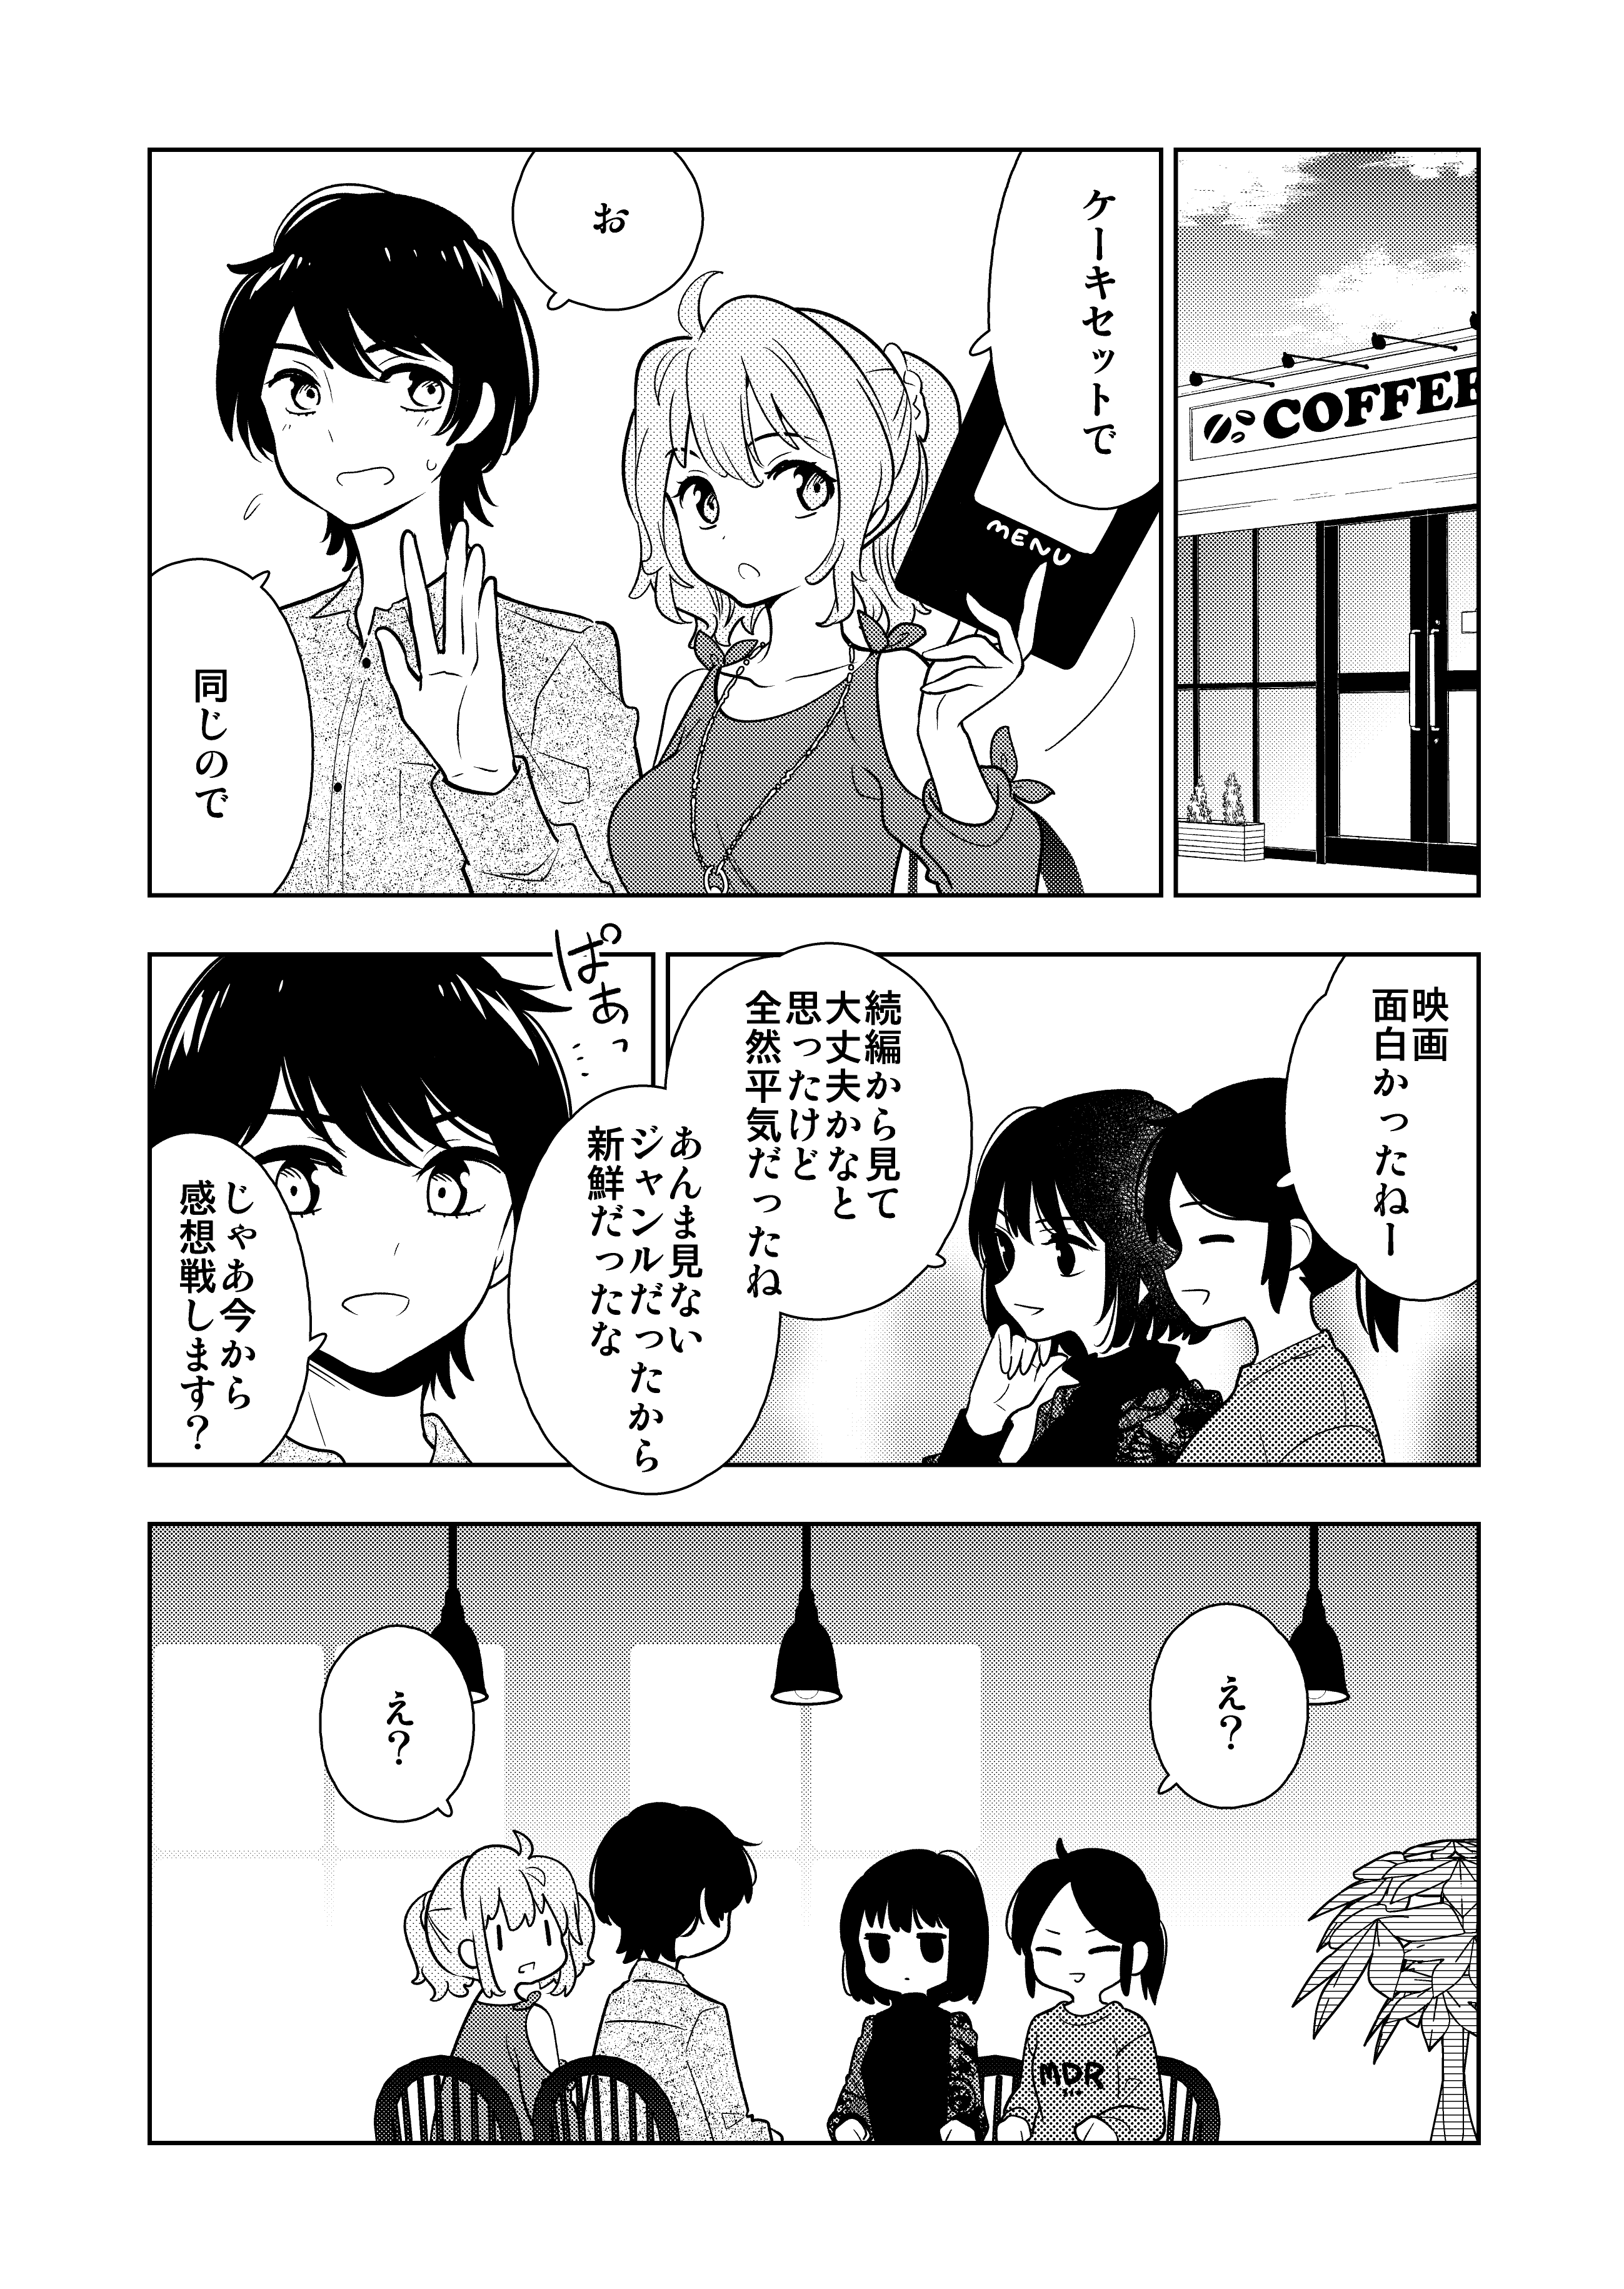 COFFEE
ケーキセットで
MENU
お
同じので
映画
面白かったねー
続編から見て
大丈夫かなと
思ったけど
全然平気だったね
あんま見ない
ジャンルだったから
新鮮だったな
ぱあっ
じゃあ今から
感想戦します?
え?
え?
MDR